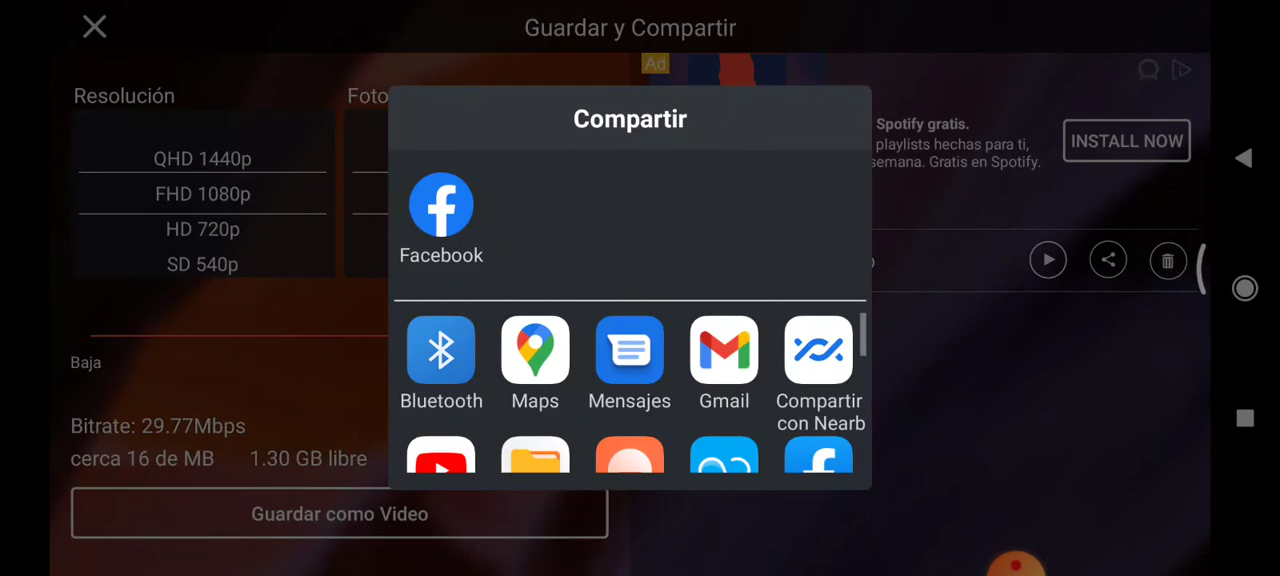 Guardar y Compartir
Resolución
Foto
QHD 1440p
FHD 1080p
HD 720p
SD 540p
Baja
Bitrate: 29.77Mbps
cerca 16 de MB 1.30 GB libre
Guardar como Video
Ad
Spotify gratis.
playlists hechas para ti,
semana. Gratis en Spotify.
INSTALL NOW
Compartir
Facebook
Bluetooth
Maps
Mensajes
Gmail
Compartir
con Nearb